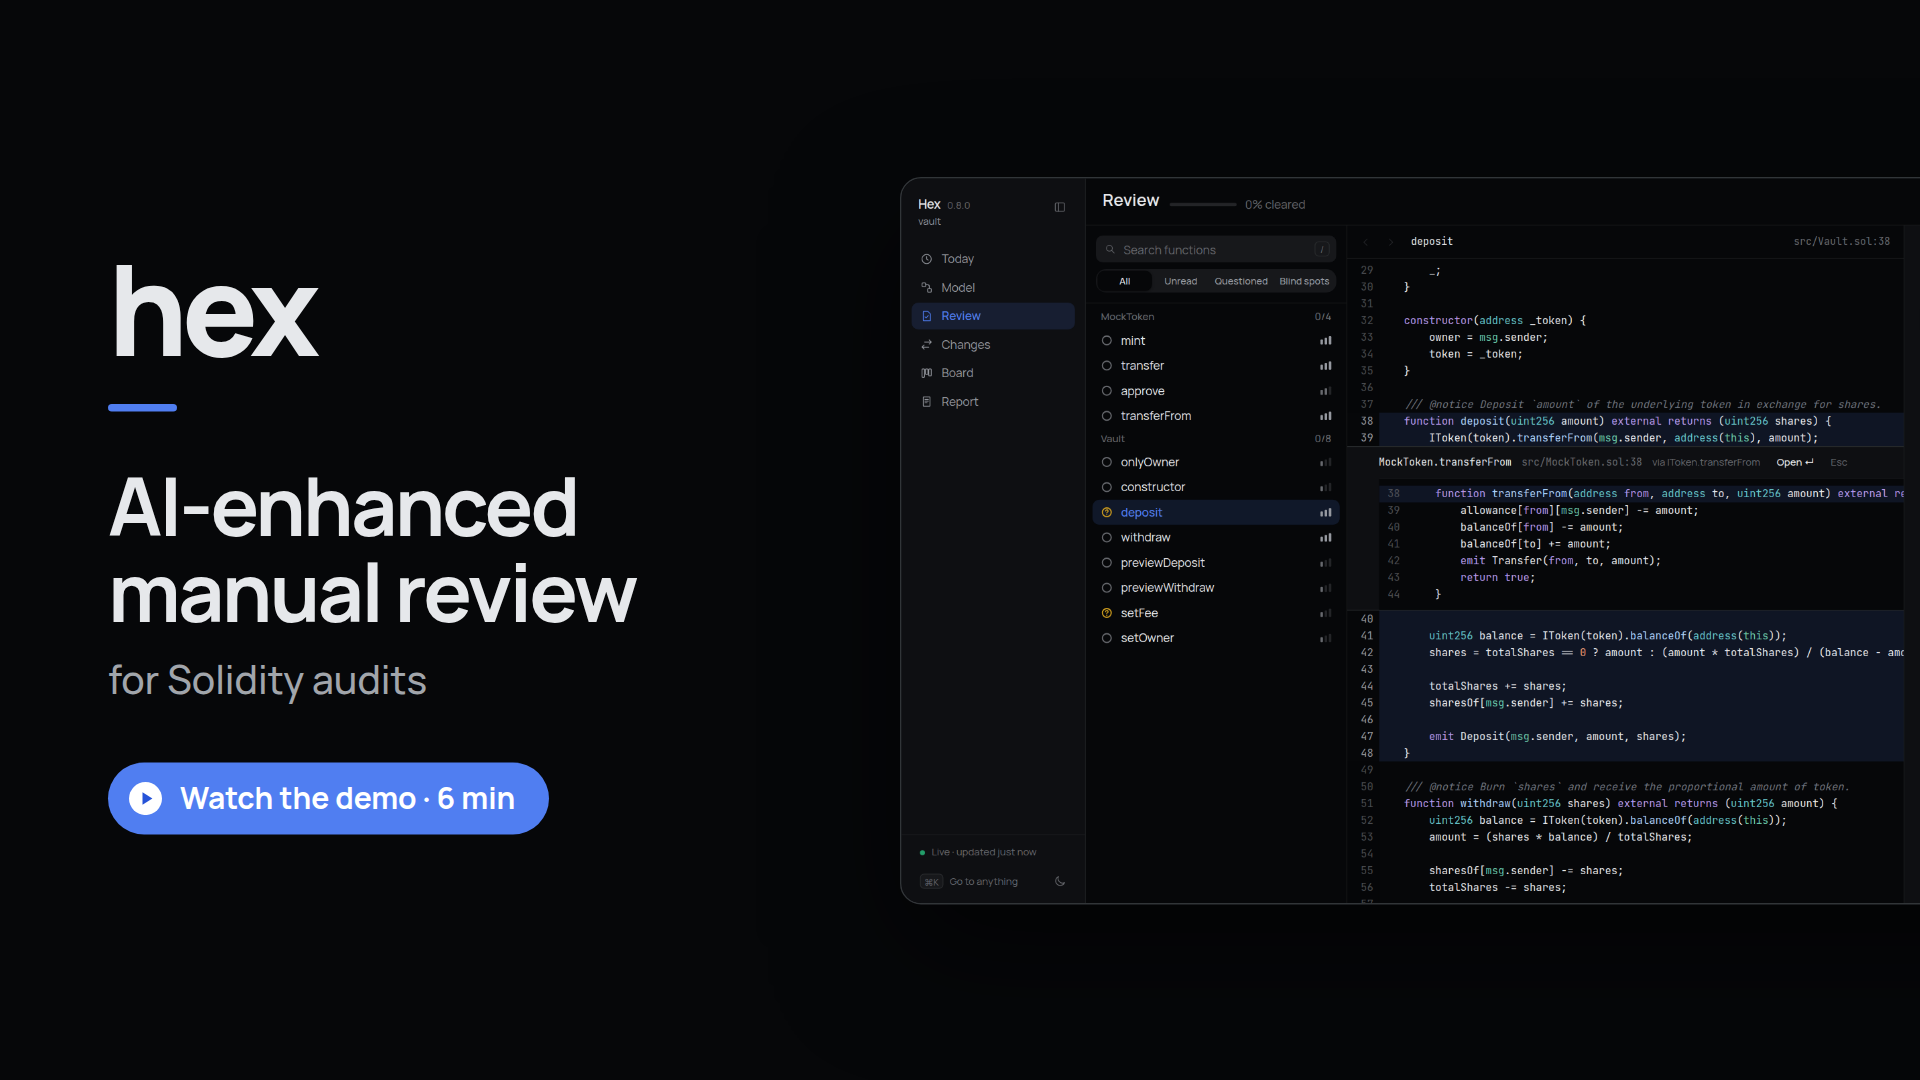 hex
AI-enhanced
manual review
for Solidity audits
Watch the demo · 6 min
Hex 0.8.0
vault
Today
Model
Review
Changes
Board
Report
Live · updated just now
⌘K Go to anything
Review 0% cleared
Search functions /
All Unread Questioned Blind spots
MockToken 0/4
mint
transfer
approve
transferFrom
Vault 0/8
onlyOwner
constructor
deposit
withdraw
previewDeposit
previewWithdraw
setFee
setOwner
deposit src/Vault.sol:38
29 _;
30 }
31
32 constructor(address _token) {
33 owner = msg.sender;
34 token = _token;
35 }
36
37 /// @notice Deposit `amount` of the underlying token in exchange for shares.
38 function deposit(uint256 amount) external returns (uint256 shares) {
39 IToken(token).transferFrom(msg.sender, address(this), amount);
MockToken.transferFrom src/MockToken.sol:38 via IToken.transferFrom Open ↵ Esc
38 function transferFrom(address from, address to, uint256 amount) external re
39 allowance[from][msg.sender] -= amount;
40 balanceOf[from] -= amount;
41 balanceOf[to] += amount;
42 emit Transfer(from, to, amount);
43 return true;
44 }
40
41 uint256 balance = IToken(token).balanceOf(address(this));
42 shares = totalShares == 0 ? amount : (amount * totalShares) / (balance - amo
43
44 totalShares += shares;
45 sharesOf[msg.sender] += shares;
46
47 emit Deposit(msg.sender, amount, shares);
48 }
49
50 /// @notice Burn `shares` and receive the proportional amount of token.
51 function withdraw(uint256 shares) external returns (uint256 amount) {
52 uint256 balance = IToken(token).balanceOf(address(this));
53 amount = (shares * balance) / totalShares;
54
55 sharesOf[msg.sender] -= shares;
56 totalShares -= shares;